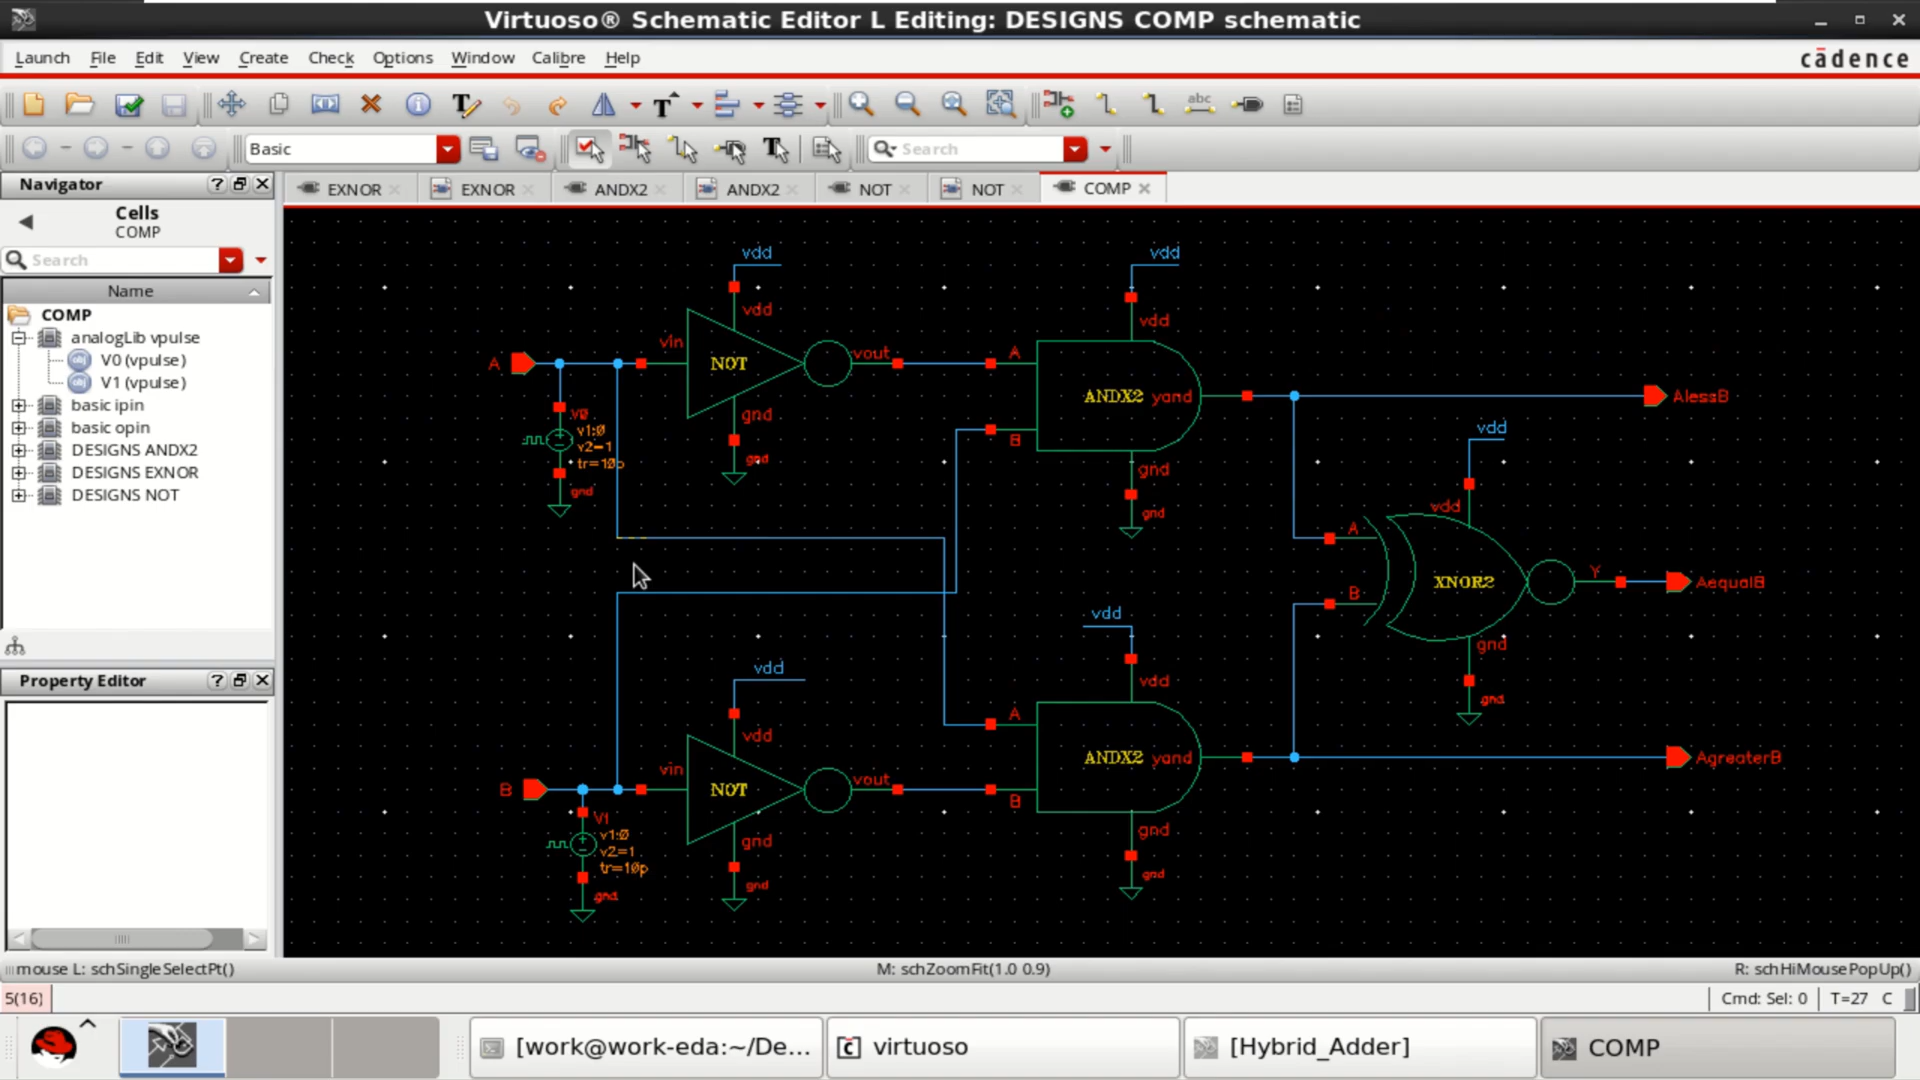 Virtuoso® Schematic Editor L Editing: DESIGNS COMP schematic
Launch File Edit View Create Check Options Window Calibre Help
cādence
abc
Basic
Search
Navigator
Cells
COMP
Search
Name
COMP
analogLib vpulse
V0 (vpulse)
V1 (vpulse)
basic ipin
basic opin
DESIGNS ANDX2
DESIGNS EXNOR
DESIGNS NOT
Property Editor
EXNOR EXNOR ANDX2 ANDX2 NOT NOT COMP
vdd vdd
vdd vdd
A vin NOT vout A
ANDX2 yand AlessB
V0
v1:0
v2=1
tr=10p
gnd
gnd
gnd
B
gnd
gnd
vdd
vdd
A
XNOR2 Y AequalB
B
gnd
gnd
vdd
vdd
vdd
vdd
A
ANDX2 yand AgreaterB
B vin NOT vout B
V1
v1:0
v2=1
tr=10p
gnd
gnd
gnd
gnd
gnd
mouse L: schSingleSelectPt() M: schZoomFit(1.0 0.9) R: schHiMousePopUp()
5(16) Cmd: Sel: 0 T=27 C
[work@work-eda:~/De... virtuoso [Hybrid_Adder] COMP